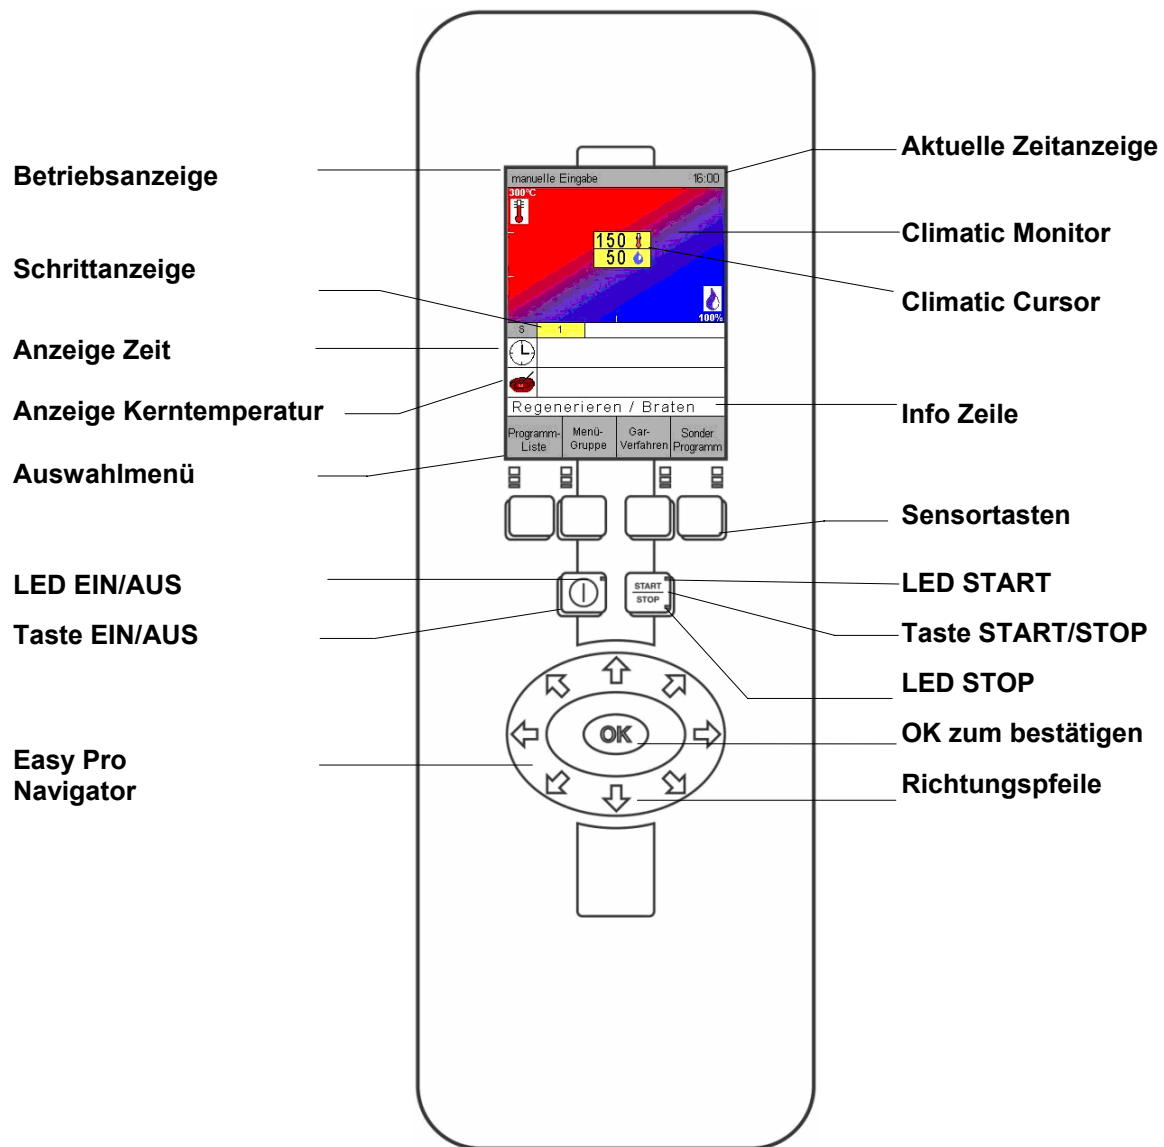 Betriebsanzeige
Schrittanzeige
Anzeige Zeit
Anzeige Kerntemperatur
Auswahlmenü
LED EIN/AUS
Taste EIN/AUS
Easy Pro
Navigator
manuelle Eingabe 16:00
300°C
150
50
100%
S 1
Regenerieren / Braten
Programm-
Liste
Menü-
Gruppe
Gar-
Verfahren
Sonder
Programm
START
STOP
OK
Aktuelle Zeitanzeige
Climatic Monitor
Climatic Cursor
Info Zeile
Sensortasten
LED START
Taste START/STOP
LED STOP
OK zum bestätigen
Richtungspfeile